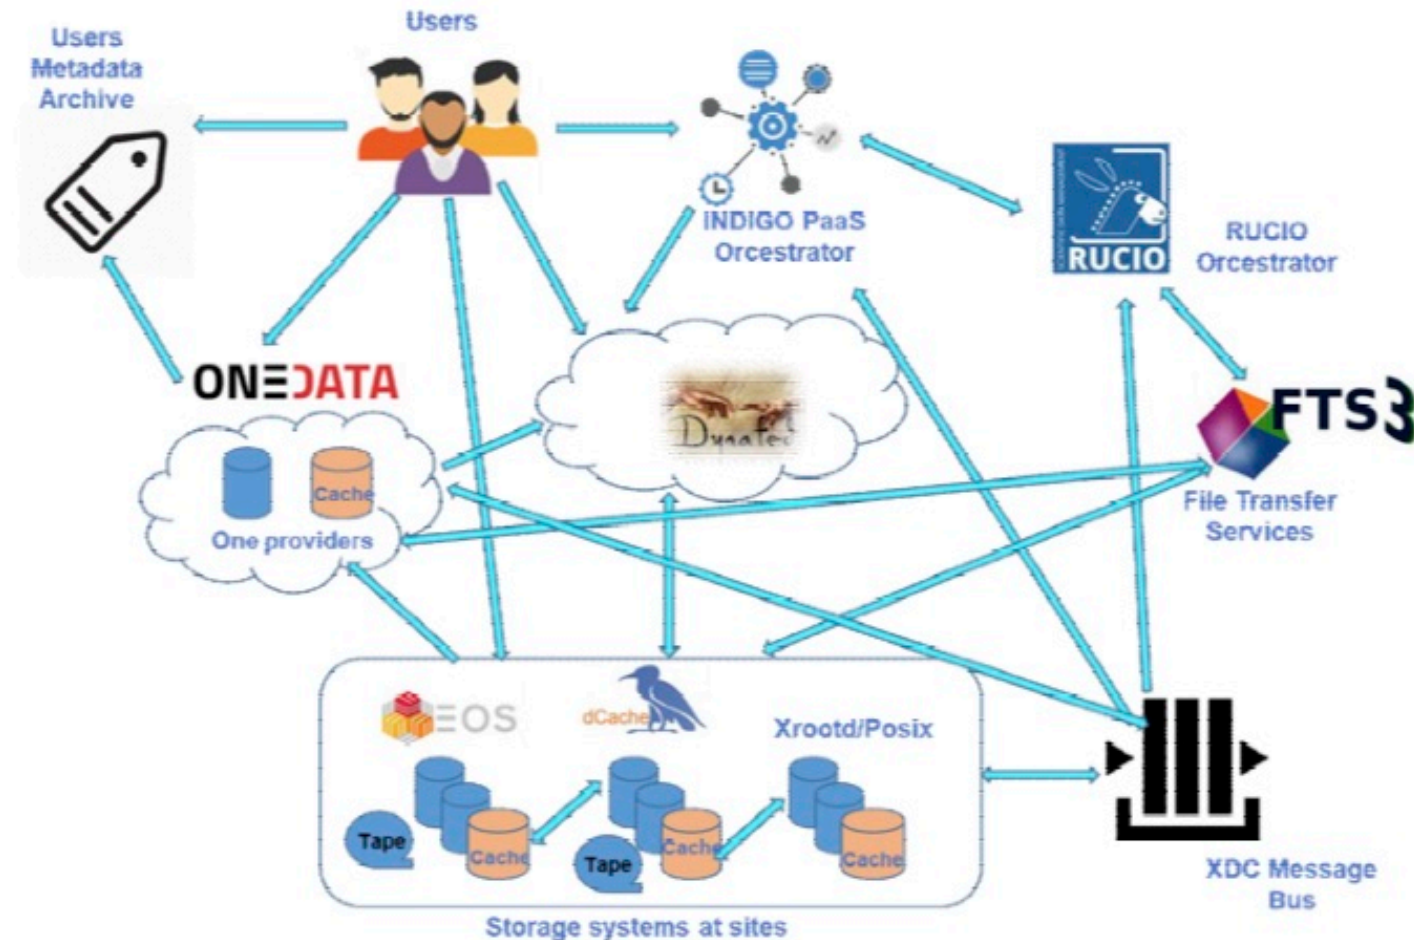 Users
Users
Metadata
Archive
INDIGO PaaS
Orcestrator
RUCIO
RUCIO
Orcestrator
ONEDATA
Cache
One providers
FTS3
File Transfer
Services
EOS
dCache
Xrootd/Posix
Tape
Cache
Tape
Cache
Cache
Storage systems at sites
XDC Message
Bus